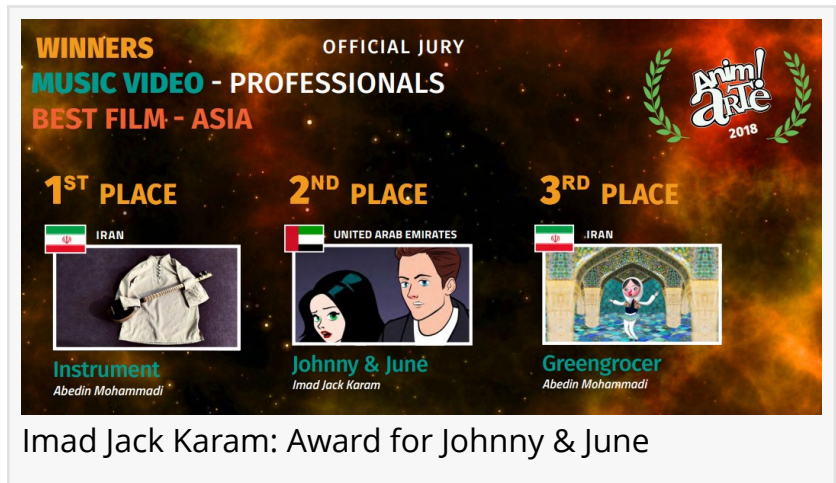 WINNERS
OFFICIAL JURY
MUSIC VIDEO - PROFESSIONALS
BEST FILM - ASIA
Anim!
arte
2018
1ST PLACE
2ND PLACE
3RD PLACE
IRAN
UNITED ARAB EMIRATES
IRAN
Instrument
Abedin Mohammadi
Johnny & June
Imad Jack Karam
Greengrocer
Abedin Mohammadi
Imad Jack Karam: Award for Johnny & June